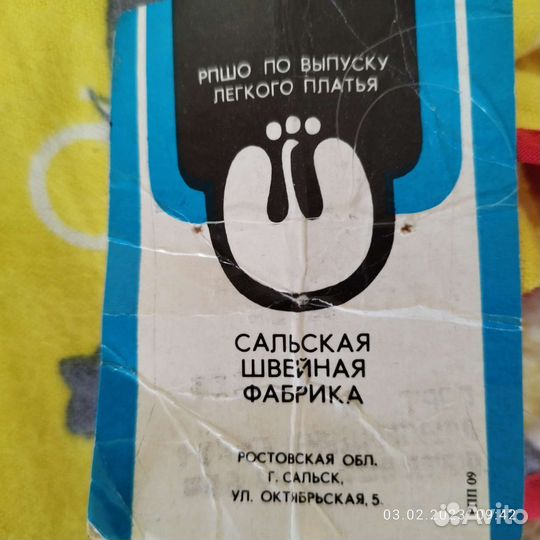 РПШО ПО ВЫПУСКУ
ЛЕГКОГО ПЛАТЬЯ
САЛЬСКАЯ
ШВЕЙНАЯ
ФАБРИКА
РОСТОВСКАЯ ОБЛ.
Г. САЛЬСК,
УЛ. ОКТЯБРЬСКАЯ, 5.
03.02.2023 09:42
Avito